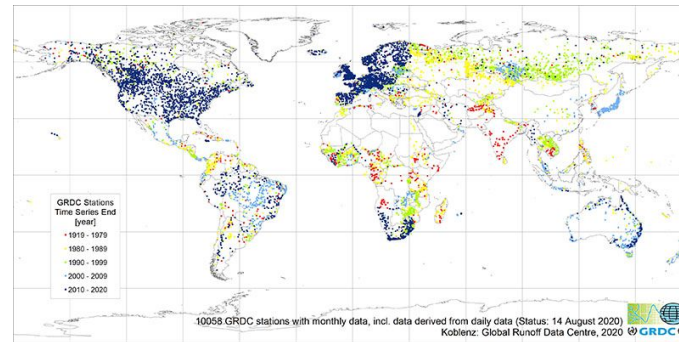 GRDC Stations
Time Series End
[year]
1919 - 1979
1980 - 1989
1990 - 1999
2000 - 2009
2010 - 2020
10058 GRDC stations with monthly data, incl. data derived from daily data (Status: 14 August 2020)
Koblenz: Global Runoff Data Centre, 2020
GRDC